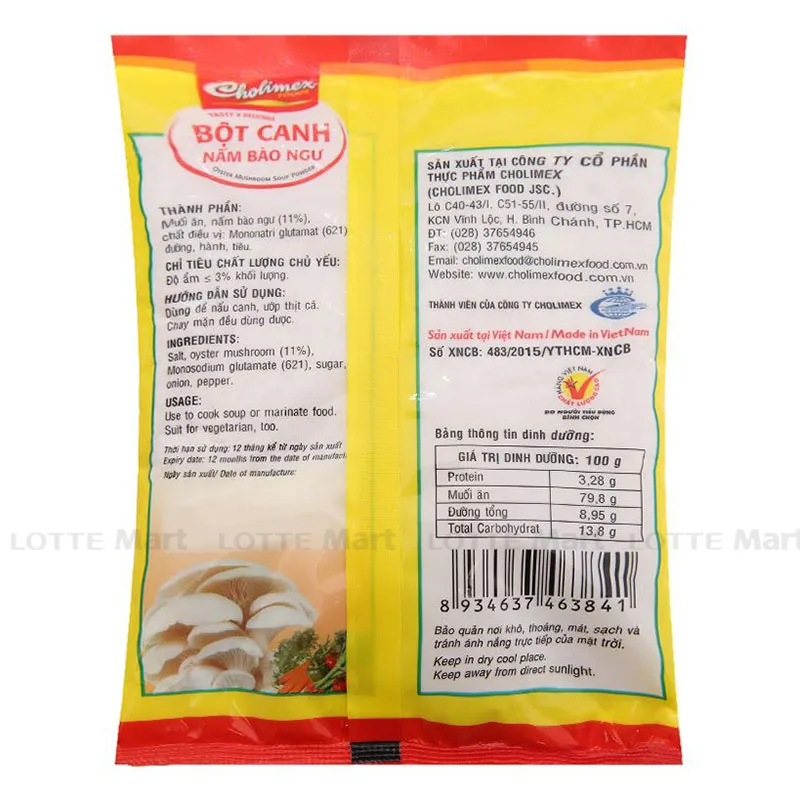 Cholimex
FOODS
TASTY & DELICIOUS
BỘT CANH
NẤM BÀO NGƯ
OYSTER MUSHROOM SOUP POWDER
THÀNH PHẦN:
Muối ăn, nấm bào ngư (11%),
chất điều vị: Mononatri glutamat (621)
đường, hành, tiêu.
CHỈ TIÊU CHẤT LƯỢNG CHỦ YẾU:
Độ ẩm ≤ 3% khối lượng.
HƯỚNG DẪN SỬ DỤNG:
Dùng để nấu canh, ướp thịt cá.
Chay mặn đều dùng được.
INGREDIENTS:
Salt, oyster mushroom (11%),
Monosodium glutamate (621), sugar,
onion, pepper.
USAGE:
Use to cook soup or marinate food.
Suit for vegetarian, too.
Thời hạn sử dụng: 12 tháng kể từ ngày sản xuất
Expiry date: 12 months from the date of manufact
Ngày sản xuất/ Date of manufacture:
SẢN XUẤT TẠI CÔNG TY CỔ PHẦN
THỰC PHẨM CHOLIMEX
(CHOLIMEX FOOD JSC.)
Lô C40-43/I, C51-55/II, đường số 7,
KCN Vĩnh Lộc, H. Bình Chánh, TP.HCM
ĐT: (028) 37654946
Fax: (028) 37654945
Email: cholimexfood@cholimexfood.com.vn
Website: www.cholimexfood.com.vn
THÀNH VIÊN CỦA CÔNG TY CHOLIMEX
Sản xuất tại Việt Nam / Made in VietNam
Số XNCB: 483/2015/YTHCM-XNCB
HÀNG VIỆT NAM
CHẤT LƯỢNG CAO
DO NGƯỜI TIÊU DÙNG
BÌNH CHỌN
Bảng thông tin dinh dưỡng:
GIÁ TRỊ DINH DƯỠNG: 100 g
Protein 3,28 g
Muối ăn 79,8 g
Đường tổng 8,95 g
Total Carbohydrat 13,8 g
8 934637 463841
Bảo quản nơi khô, thoáng, mát, sạch và
tránh ánh nắng trực tiếp của mặt trời.
Keep in dry cool place.
Keep away from direct sunlight.
LOTTE Mart LOTTE Mart LOTTE Mart LOTTE Mart